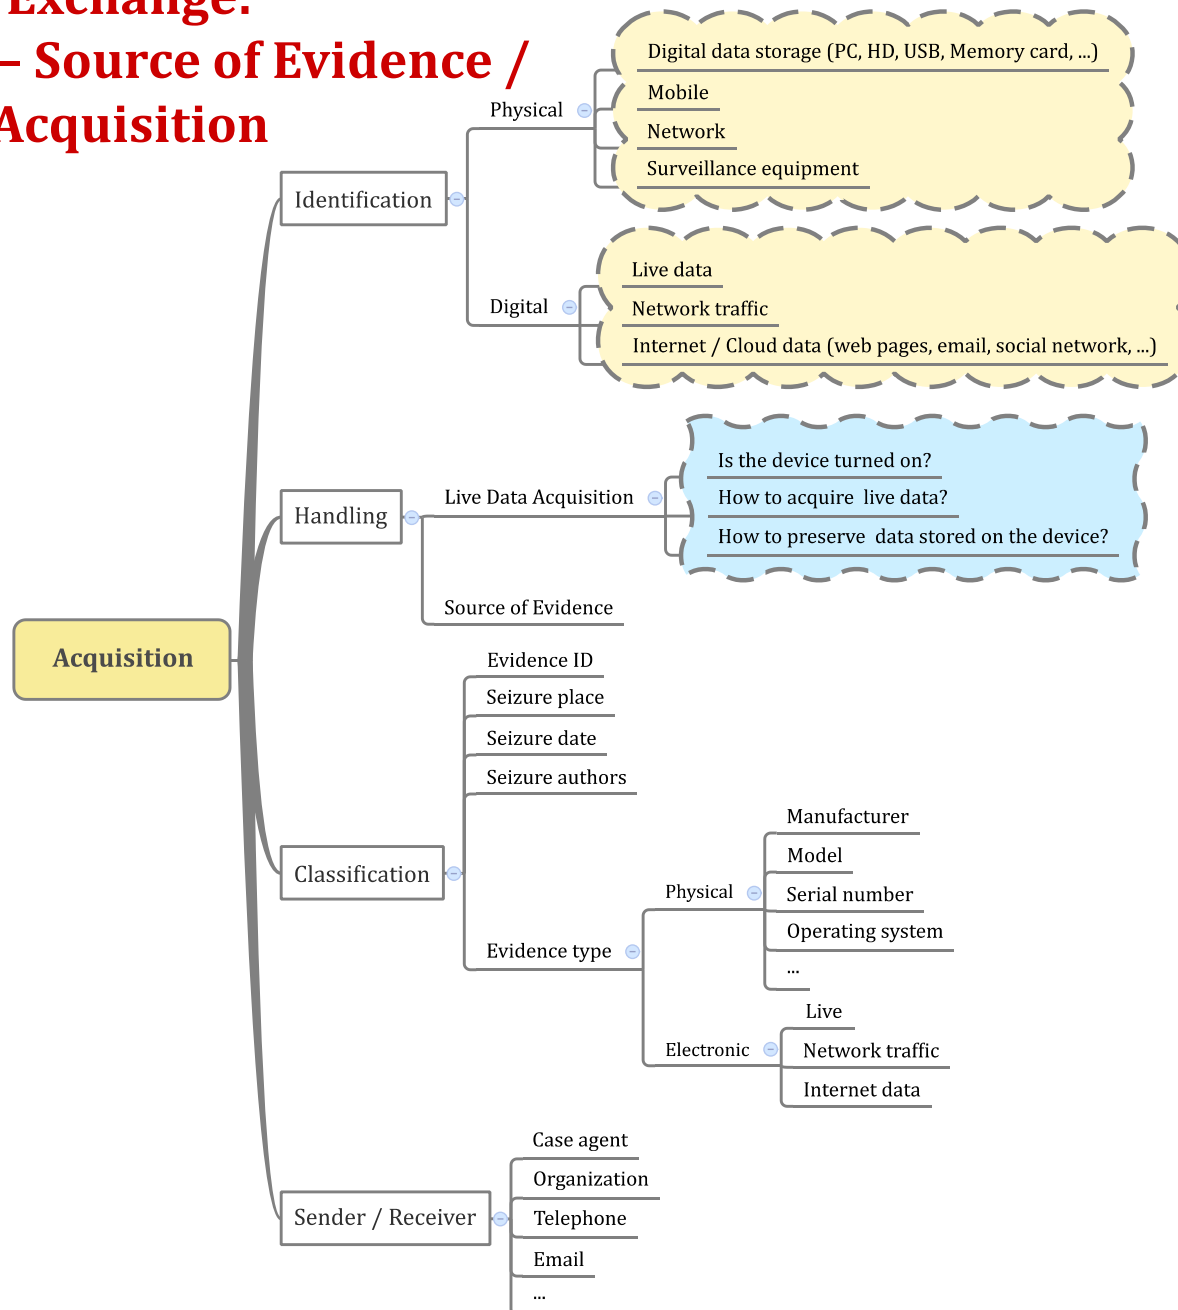 Exchange:
– Source of Evidence /
Acquisition
Acquisition
Identification
Physical
Digital data storage (PC, HD, USB, Memory card, ...)
Mobile
Network
Surveillance equipment
Digital
Live data
Network traffic
Internet / Cloud data (web pages, email, social network, ...)
Handling
Live Data Acquisition
Is the device turned on?
How to acquire  live data?
How to preserve  data stored on the device?
Source of Evidence
Classification
Evidence ID
Seizure place
Seizure date
Seizure authors
Evidence type
Physical
Manufacturer
Model
Serial number
Operating system
...
Electronic
Live
Network traffic
Internet data
Sender / Receiver
Case agent
Organization
Telephone
Email
...